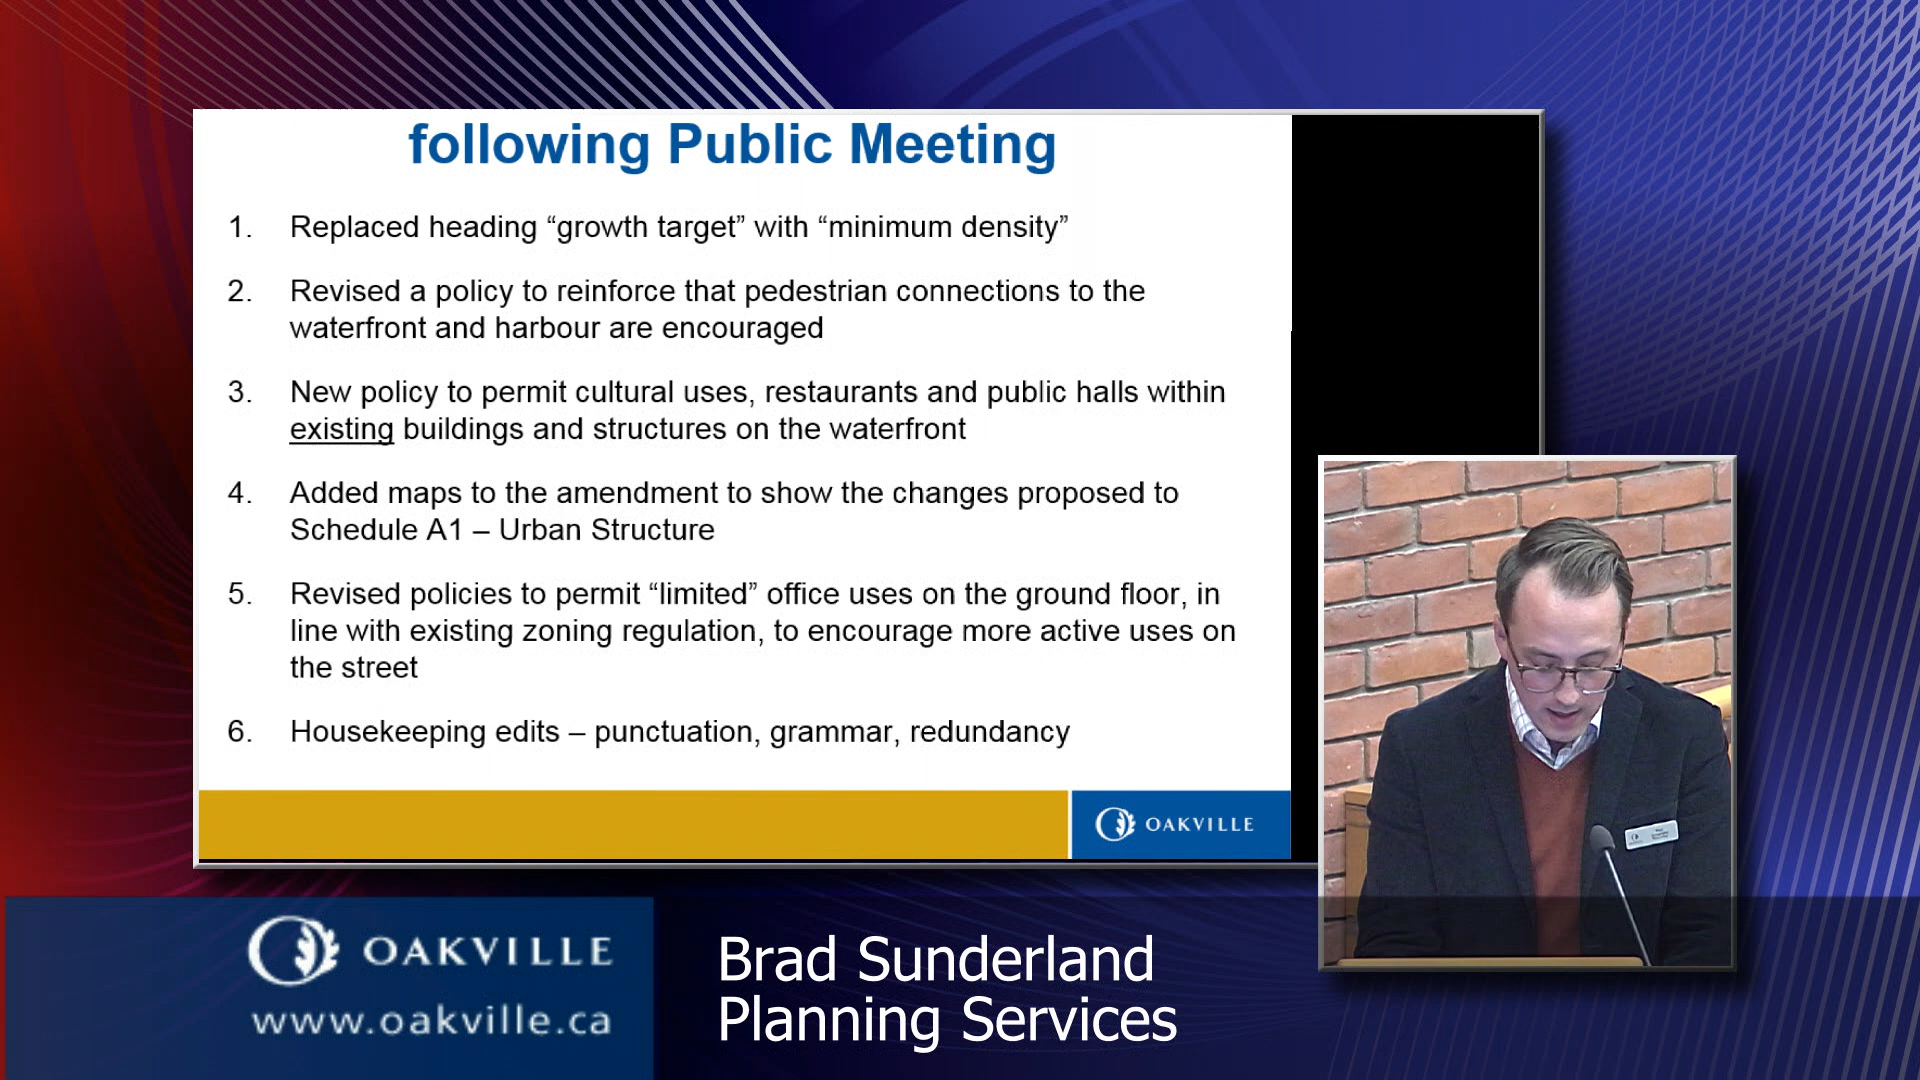 following Public Meeting
1. Replaced heading “growth target” with “minimum density”
2. Revised a policy to reinforce that pedestrian connections to the
waterfront and harbour are encouraged
3. New policy to permit cultural uses, restaurants and public halls within
existing buildings and structures on the waterfront
4. Added maps to the amendment to show the changes proposed to
Schedule A1 – Urban Structure
5. Revised policies to permit “limited” office uses on the ground floor, in
line with existing zoning regulation, to encourage more active uses on
the street
6. Housekeeping edits – punctuation, grammar, redundancy
OAKVILLE
OAKVILLE
www.oakville.ca
Brad Sunderland
Planning Services